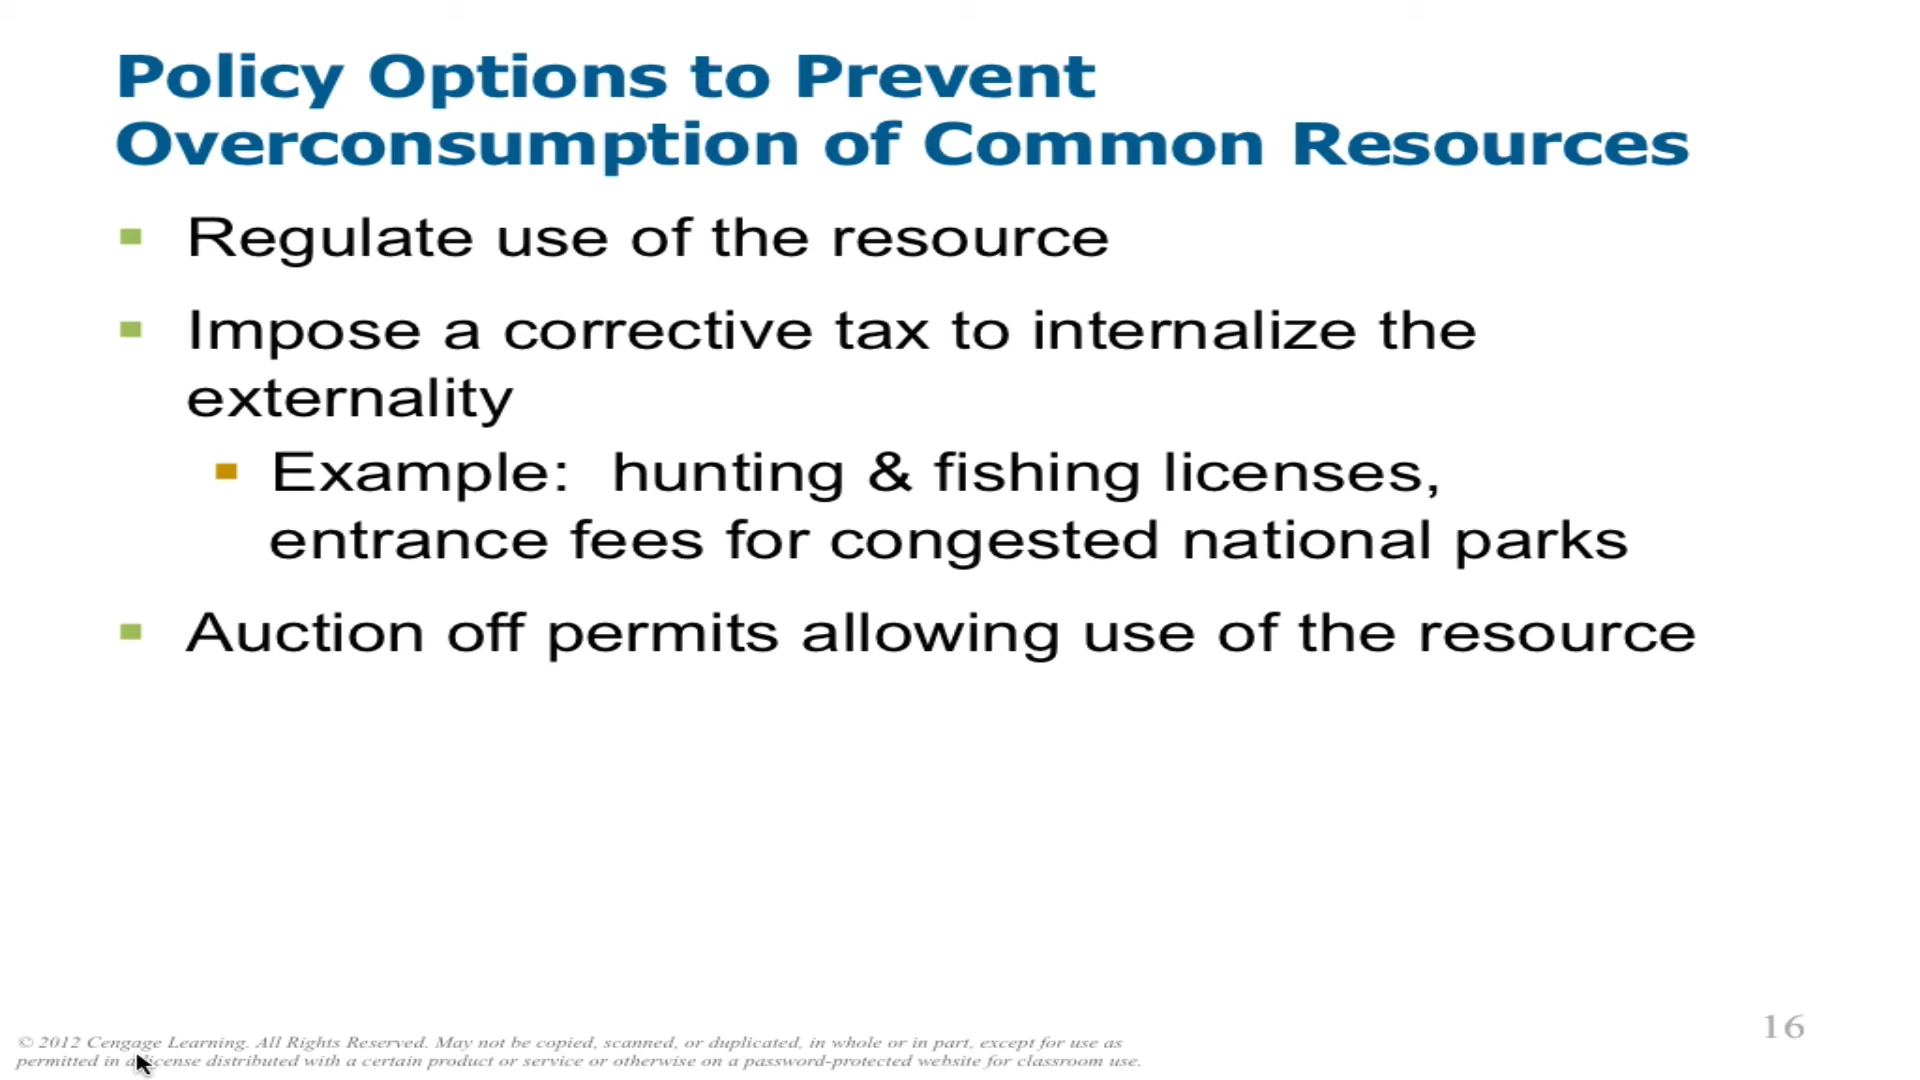 Policy Options to Prevent
Overconsumption of Common Resources
Regulate use of the resource
Impose a corrective tax to internalize the
externality
Example:  hunting & fishing licenses,
entrance fees for congested national parks
Auction off permits allowing use of the resource
16
© 2012 Cengage Learning. All Rights Reserved. May not be copied, scanned, or duplicated, in whole or in part, except for use as
permitted in a license distributed with a certain product or service or otherwise on a password-protected website for classroom use.